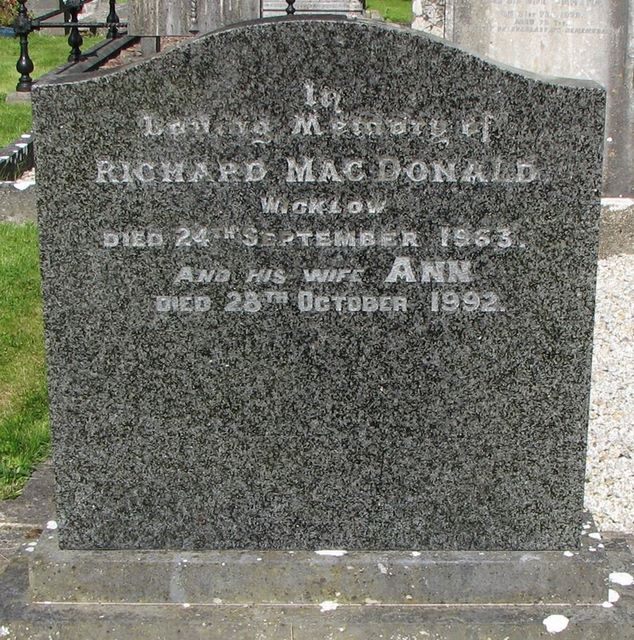 In
Loving Memory of
RICHARD MACDONALD
WICKLOW
DIED 24TH SEPTEMBER 1963.
AND HIS WIFE ANN
DIED 28TH OCTOBER 1992.